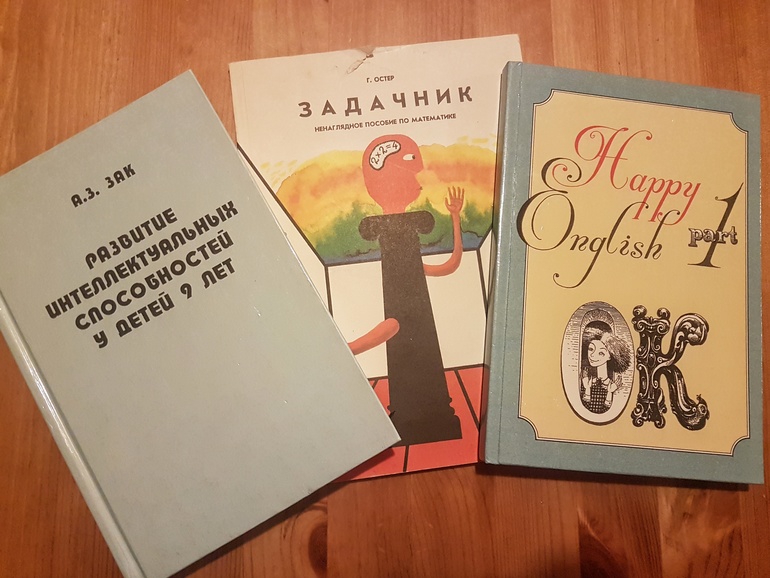 А.З. ЗАК
РАЗВИТИЕ
ИНТЕЛЛЕКТУАЛЬНЫХ
СПОСОБНОСТЕЙ
У ДЕТЕЙ 9 ЛЕТ
Г. ОСТЕР
ЗАДАЧНИК
НЕНАГЛЯДНОЕ ПОСОБИЕ ПО МАТЕМАТИКЕ
2×2=4
Happy
English
part 1
OK